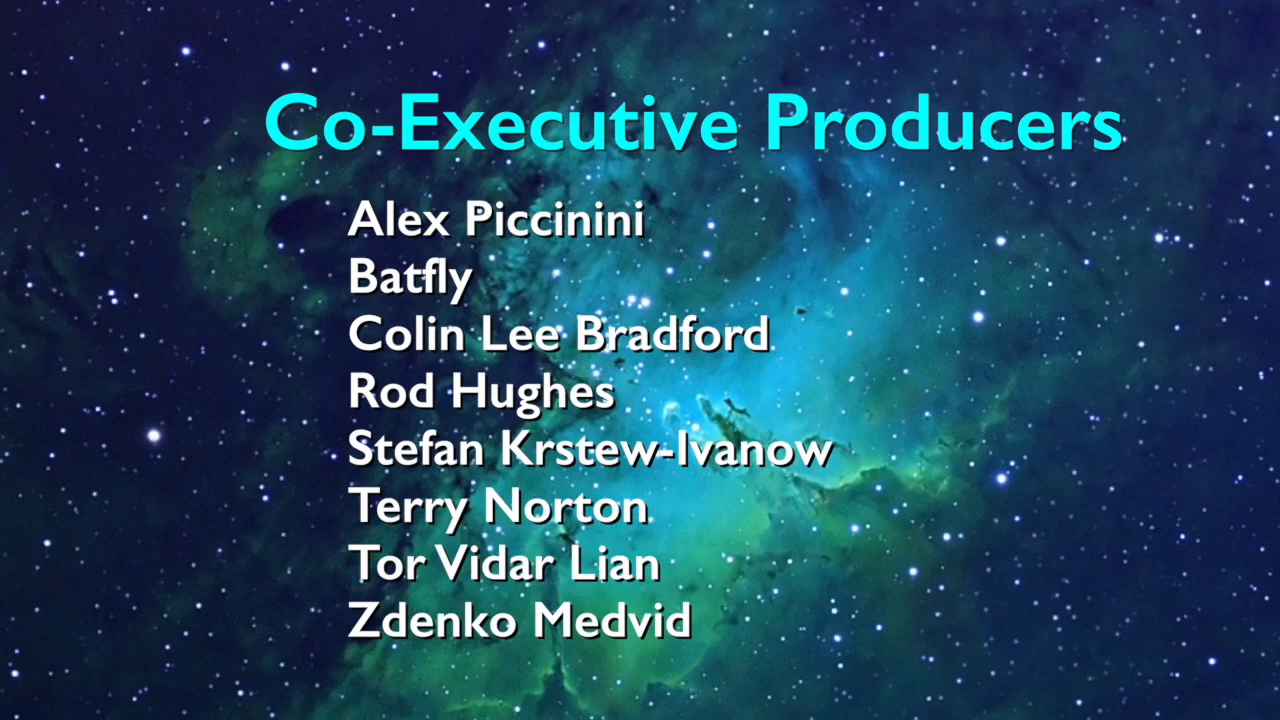 Co-Executive Producers
Alex Piccinini
Batfly
Colin Lee Bradford
Rod Hughes
Stefan Krstew-Ivanow
Terry Norton
Tor Vidar Lian
Zdenko Medvid